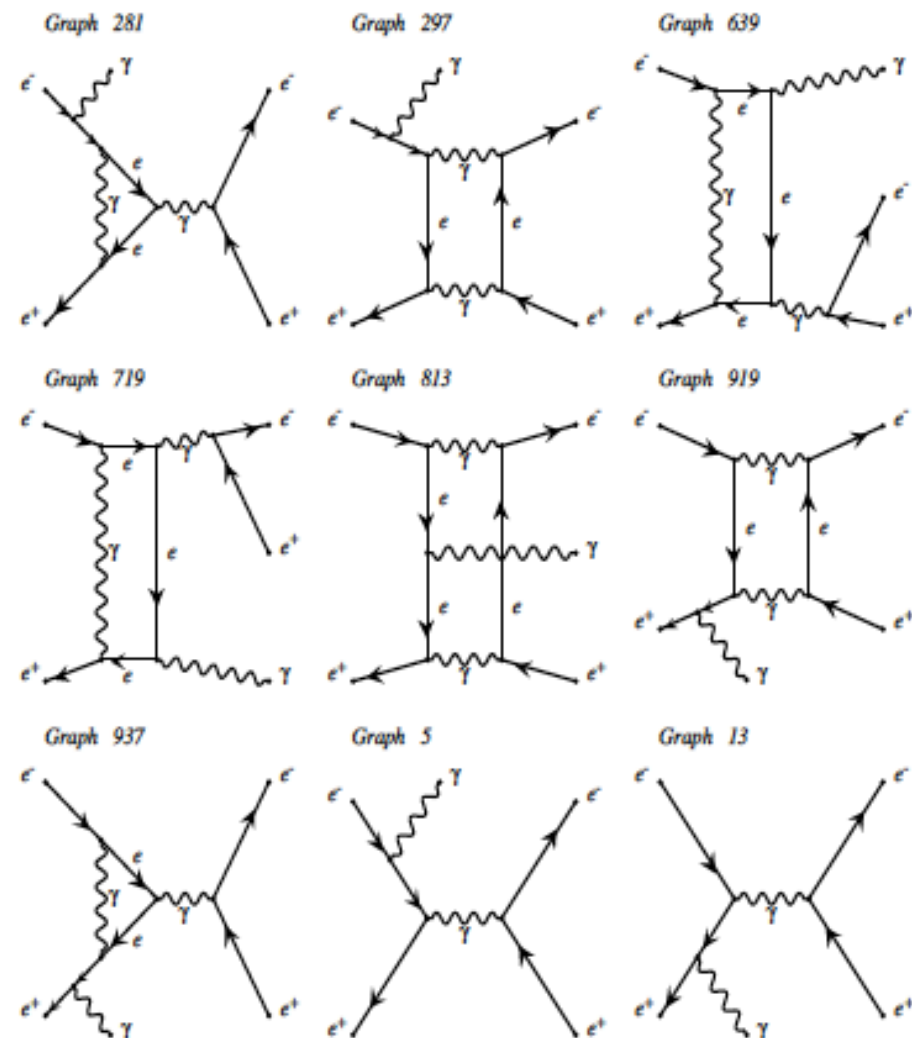 Graph 281 Graph 297 Graph 639
e⁻ γ e⁻ γ e⁻ e⁻ γ
e⁻ e⁻ γ e
e γ e e γ e e⁻
γ e γ
e⁺ e⁺ e⁺ γ e⁺ e⁺ e γ e⁺
Graph 719 Graph 813 Graph 919
e⁻ e γ e⁻ e⁻ γ e⁻ e⁻ e⁻
e γ
γ e e⁺ γ e e
e e γ
e⁺ e γ e⁺ γ e⁺ e⁺ γ e⁺
Graph 937 Graph 5 Graph 13
e⁻ e⁻ e⁻ γ e⁻ e⁻ e⁻
e
γ γ γ γ
e
e⁺ γ e⁺ e⁺ e⁺ e⁺ γ e⁺